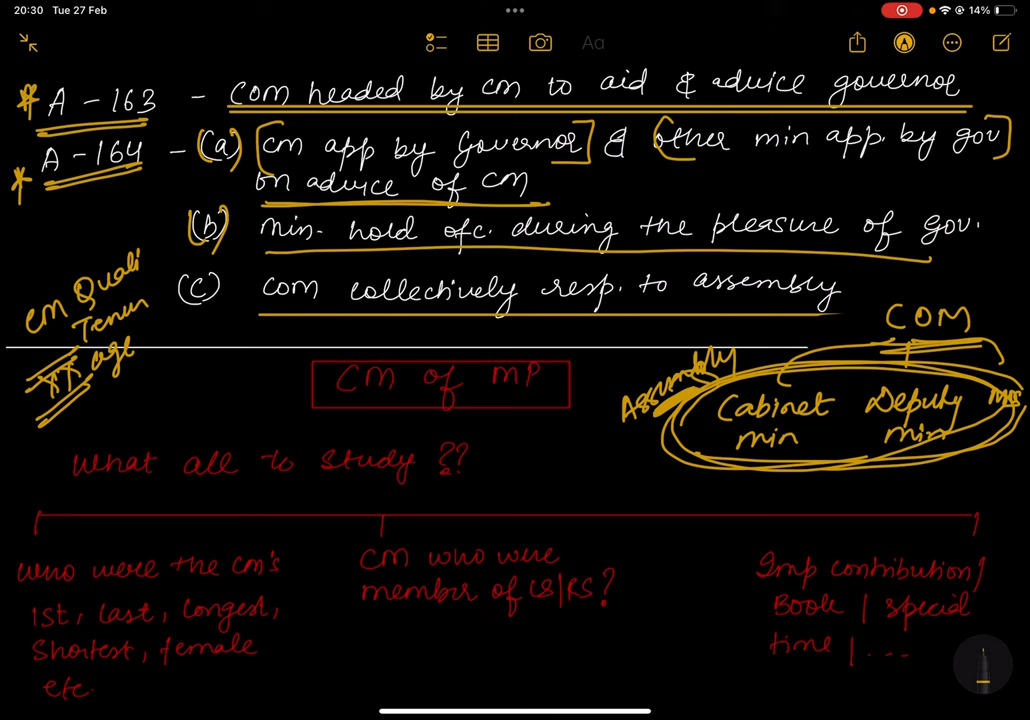 20:30 Tue 27 Feb
14%
Aa
* A - 163 - COM headed by CM to aid & advice governor
* A - 164 - (a) [CM app by Governor] & [other min app. by gov]
on advice of CM
(b) min- hold ofc. during the pleasure of gov.
(c) COM collectively resp. to assembly
CM Quali
Tenur
age
COM
Assembly
Cabinet min
Deputy min
CM of MP
What all to study ??
Who were the CM's
1st, last, longest,
Shortest, female
etc.
CM who were
member of LS/RS?
Imp contribution/
Book / special
time / ...